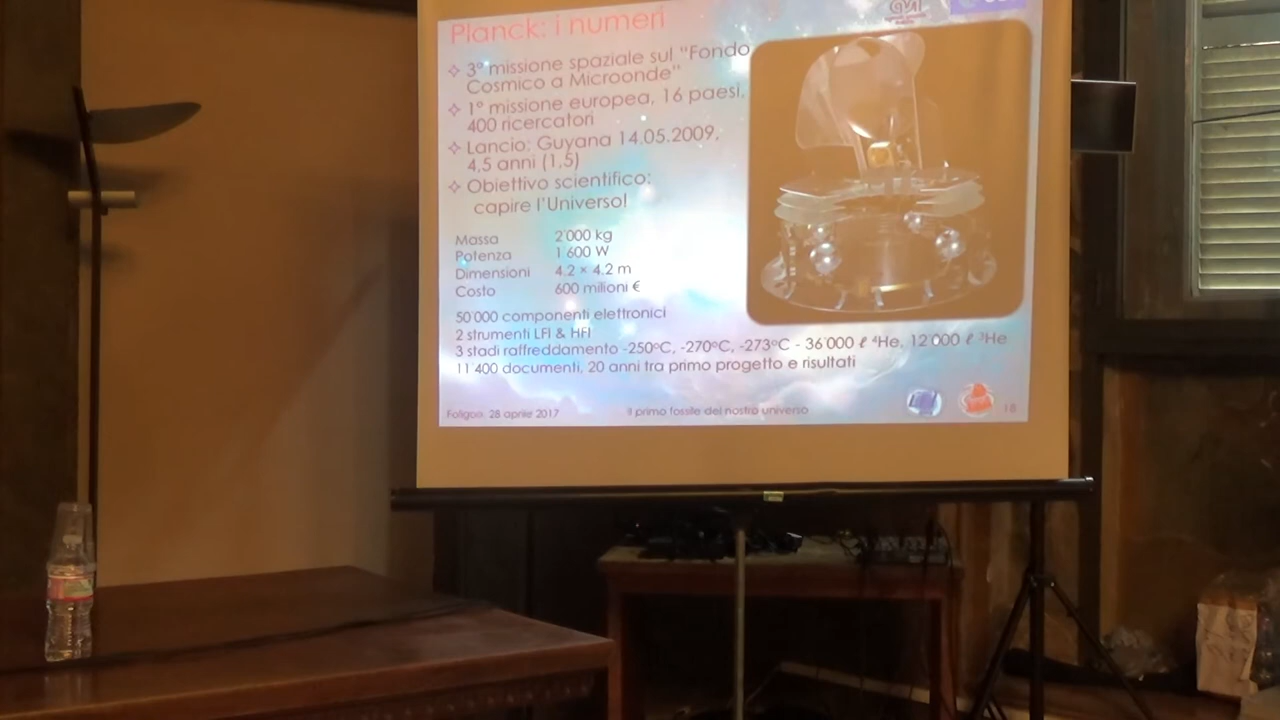 Planck: i numeri
3° missione spaziale sul "Fondo
Cosmico a Microonde"
1° missione europea, 16 paesi,
400 ricercatori
Lancio: Guyana 14.05.2009,
4,5 anni (1,5)
Obiettivo scientifico:
capire l'Universo!
Massa 2'000 kg
Potenza 1'600 W
Dimensioni 4.2 × 4.2 m
Costo 600 milioni €
50'000 componenti elettronici
2 strumenti LFI & HFI
3 stadi raffreddamento -250°C, -270°C, -273°C - 36'000 ℓ ⁴He, 12'000 ℓ ³He
11'400 documenti, 20 anni tra primo progetto e risultati
Foligno, 28 aprile 2017 Il primo fossile del nostro universo 18